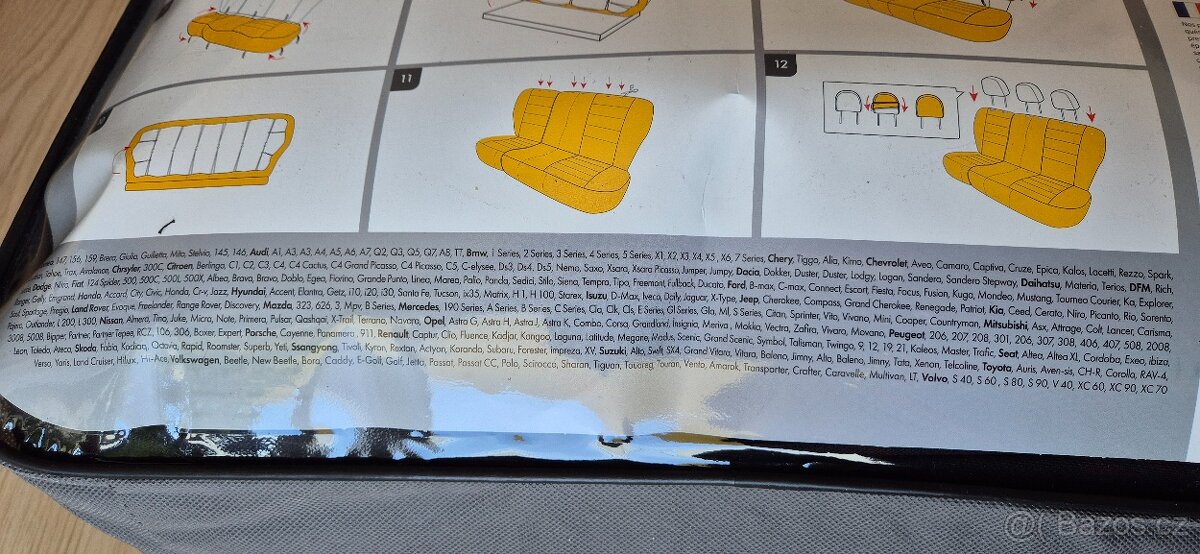 11
12
147, 156, 159, Brera, Giulia, Guilietta, Mito, Stelvio, 145, 146, Audi, A1, A3, A3, A4, A5, A6, A7, Q2, Q3, Q5, Q7, A8, TT, Bmw, 1 Series, 2 Series, 3 Series, 4 Series, 5 Series, X1, X2, X3, X4, X5, X6, 7 Series, Chery, Tiggo, Alia, Kimo, Chevrolet, Aveo, Camaro, Captiva, Cruze, Epica, Kalos, Lacetti, Rezzo, Spark,
Tahoe, Trax, Avalance, Chrysler, 300C, Citroen, Berlingo, C1, C2, C3, C4, C4 Cactus, C4 Grand Picasso, C4 Picasso, C5, C-elysee, Ds3, Ds4, Ds5, Nemo, Saxo, Xsara, Xsara Picasso, Jumper, Jumpy, Dacia, Dokker, Duster, Duster, Lodgy, Logan, Sandero, Sandero Stepway, Daihatsu, Materia, Terios, DFM, Rich,
Dodge, Nitro, Fiat, 124 Spider, 500, 500C, 500L, 500X, Albea, Brava, Bravo, Doblo, Egea, Fiorino, Grande Punto, Linea, Marea, Palio, Panda, Sedici, Stilo, Siena, Tempra, Tipo, Freemont, Fullback, Ducato, Ford, B-max, C-max, Connect, Escort, Fiesta, Focus, Fusion, Kuga, Mondeo, Mustang, Tourneo Courier, Ka, Explorer,
Ranger, Gelly, Emgrand, Honda, Accord, City, Civic, Honda, C-v, Jazz, Hyundai, Accent, Elantra, Getz, i10, i20, i30, Santa Fe, Tucson, ix35, Matrix, H 1, H 100, Starex, Isuzu, D-Max, Iveco, Daily, Jaguar, X-Type, Jeep, Cherokee, Compass, Grand Cherokee, Renegade, Patriot, Kia, Ceed, Cerato, Niro, Picanto, Rio, Sorento,
Soul, Sportage, Pregio, Land Rover, Evoque, Freelander, Range Rover, Discovery, Mazda, 323, 626, 3, Mg, B Series, Mercedes, 190 Series, A Series, B Series, C Series, Cla, Clk, Cls, E Series, Gl Series, Gla, Ml, S Series, Citan, Sprinter, Vito, Vivano, Mini, Cooper, Countryman, Mitsubishi, Asx, Attrage, Colt, Lancer, Carisma,
Pajero, Outlander, L 200, L 300, Nissan, Almera, Tino, Juke, Micra, Note, Primera, Pulsar, Qashqai, X-Trail, Terrano, Navara, Opel, Astra G, Astra H, Astra J, Astra K, Combo, Corsa, Grandland, Insignia, Meriva, Mokka, Vectra, Zafira, Vivaro, Movano, Peugeot, 206, 207, 208, 301, 206, 307, 308, 406, 407, 508, 2008,
3008, 5008, Bipper, Partner, Partner Tepee, RCZ, 106, 306, Boxer, Expert, Porsche, Cayenne, Panamera, 911, Renault, Captur, Clio, Fluence, Kadjar, Kangoo, Laguna, Latitude, Megane, Modus, Scenic, Grand Scenic, Symbol, Talisman, Twingo, 9, 12, 19, 21, Kaleos, Master, Trafic, Seat, Altea, Altea XL, Cordoba, Exeo, ibiza,
Leon, Toledo, Ateca, Skoda, Fabia, Kodiaq, Octavia, Rapid, Roomster, Superb, Yeti, Ssangyong, Tivoli, Kyron, Rexton, Actyon, Korando, Subaru, Forester, Impreza, XV, Suzuki, Alto, Swift, SX4, Grand Vitara, Vitara, Baleno, Jimny, Alto, Baleno, Jimny, Tata, Xenon, Telcoline, Toyota, Auris, Aven-sis, CH-R, Corolla, RAV-4,
Verso, Yaris, Land Cruiser, Hilux, Hi-Ace, Volkswagen, Beetle, New Beetle, Bora, Caddy, E-Golf, Golf, Jetta, Passat, Passat CC, Polo, Scirocco, Sharan, Tiguan, Touareg, Touran, Vento, Amarok, Transporter, Crafter, Caravelle, Multivan, LT, Volvo, S 40, S 60, S 80, S 90, V 40, XC 60, XC 90, XC 70
@ Bazos.cz